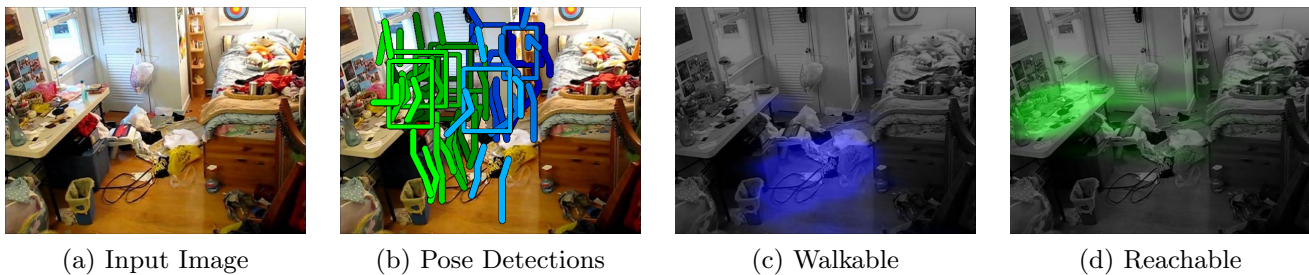 (a) Input Image
(b) Pose Detections
(c) Walkable
(d) Reachable